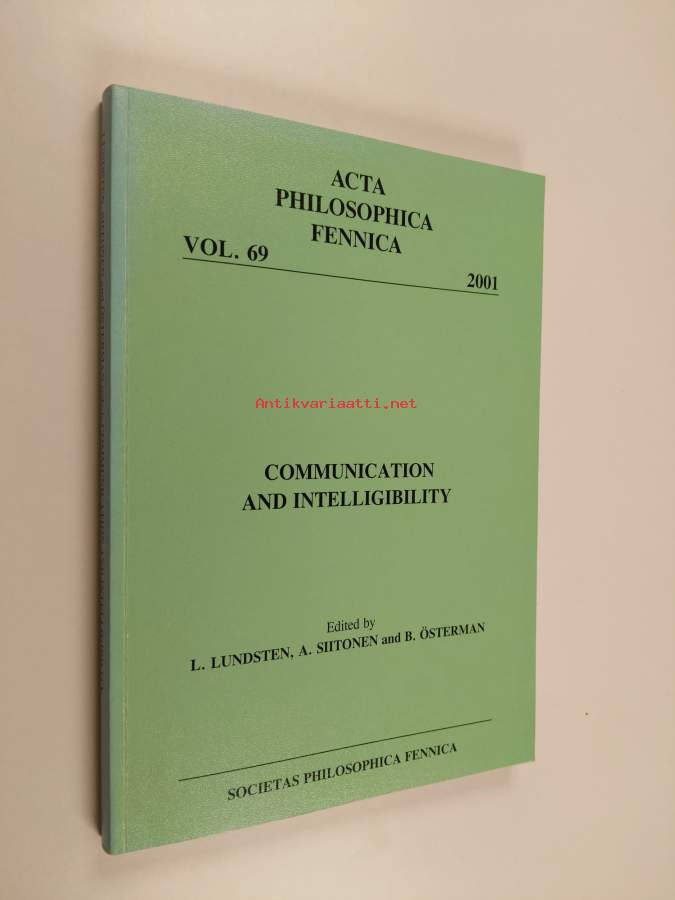 ACTA
PHILOSOPHICA
FENNICA
VOL. 69
2001
Antikvariaatti.net
COMMUNICATION
AND INTELLIGIBILITY
Edited by
L. LUNDSTEN, A. SIITONEN and B. ÖSTERMAN
SOCIETAS PHILOSOPHICA FENNICA